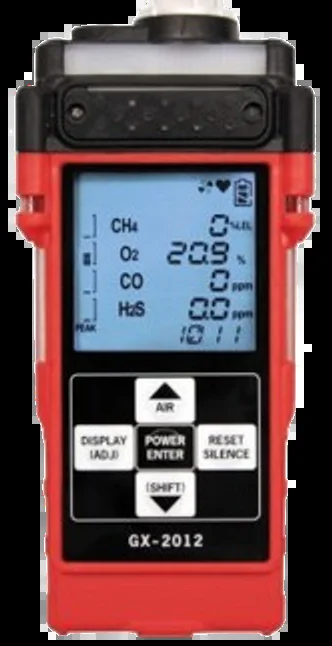 CH4 0 %LEL
O2 20.9 %
CO 0 ppm
H2S 0.0 ppm
PEAK 10 11
AIR
DISPLAY (ADJ)
POWER ENTER
RESET SILENCE
(SHIFT)
GX-2012